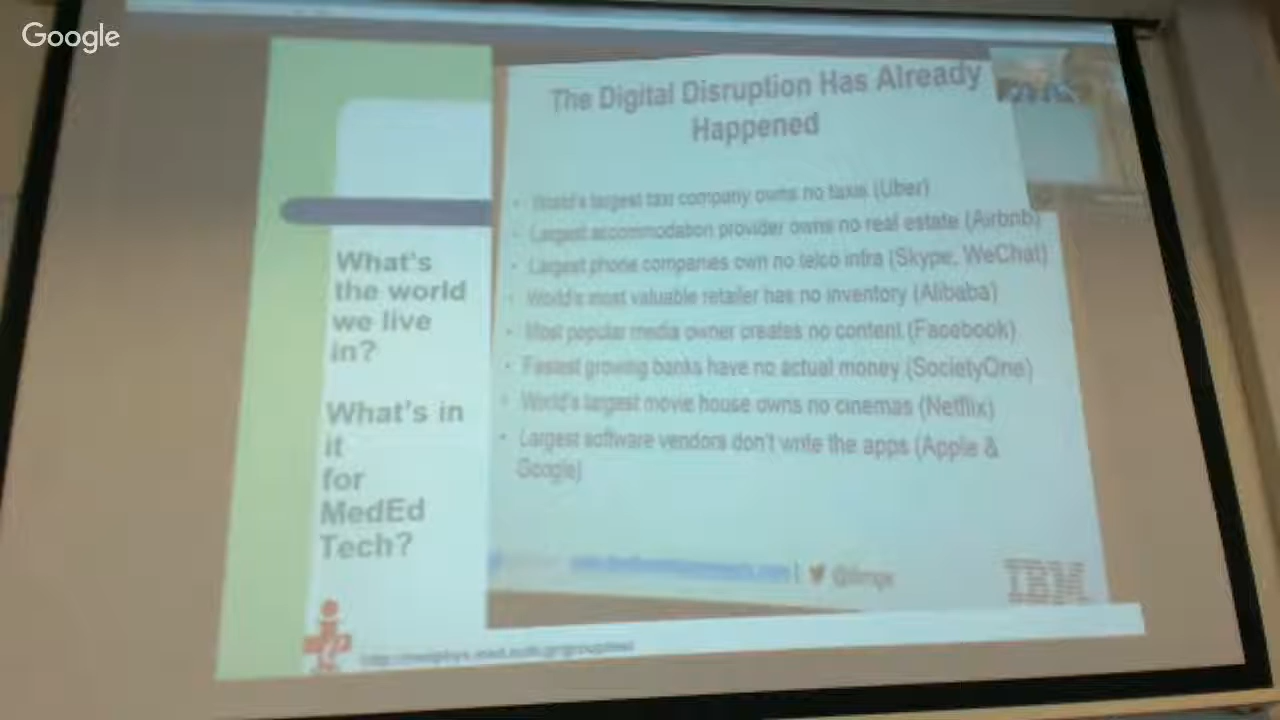 Google
The Digital Disruption Has Already
Happened
• World's largest taxi company owns no taxis (Uber)
• Largest accommodation provider owns no real estate (Airbnb)
• Largest phone companies own no telco infra (Skype, WeChat)
• World's most valuable retailer has no inventory (Alibaba)
• Most popular media owner creates no content (Facebook)
• Fastest growing banks have no actual money (SocietyOne)
• World's largest movie house owns no cinemas (Netflix)
• Largest software vendors don't write the apps (Apple &
Google)
What's
the world
we live
in?
What's in
it
for
MedEd
Tech?
IBM